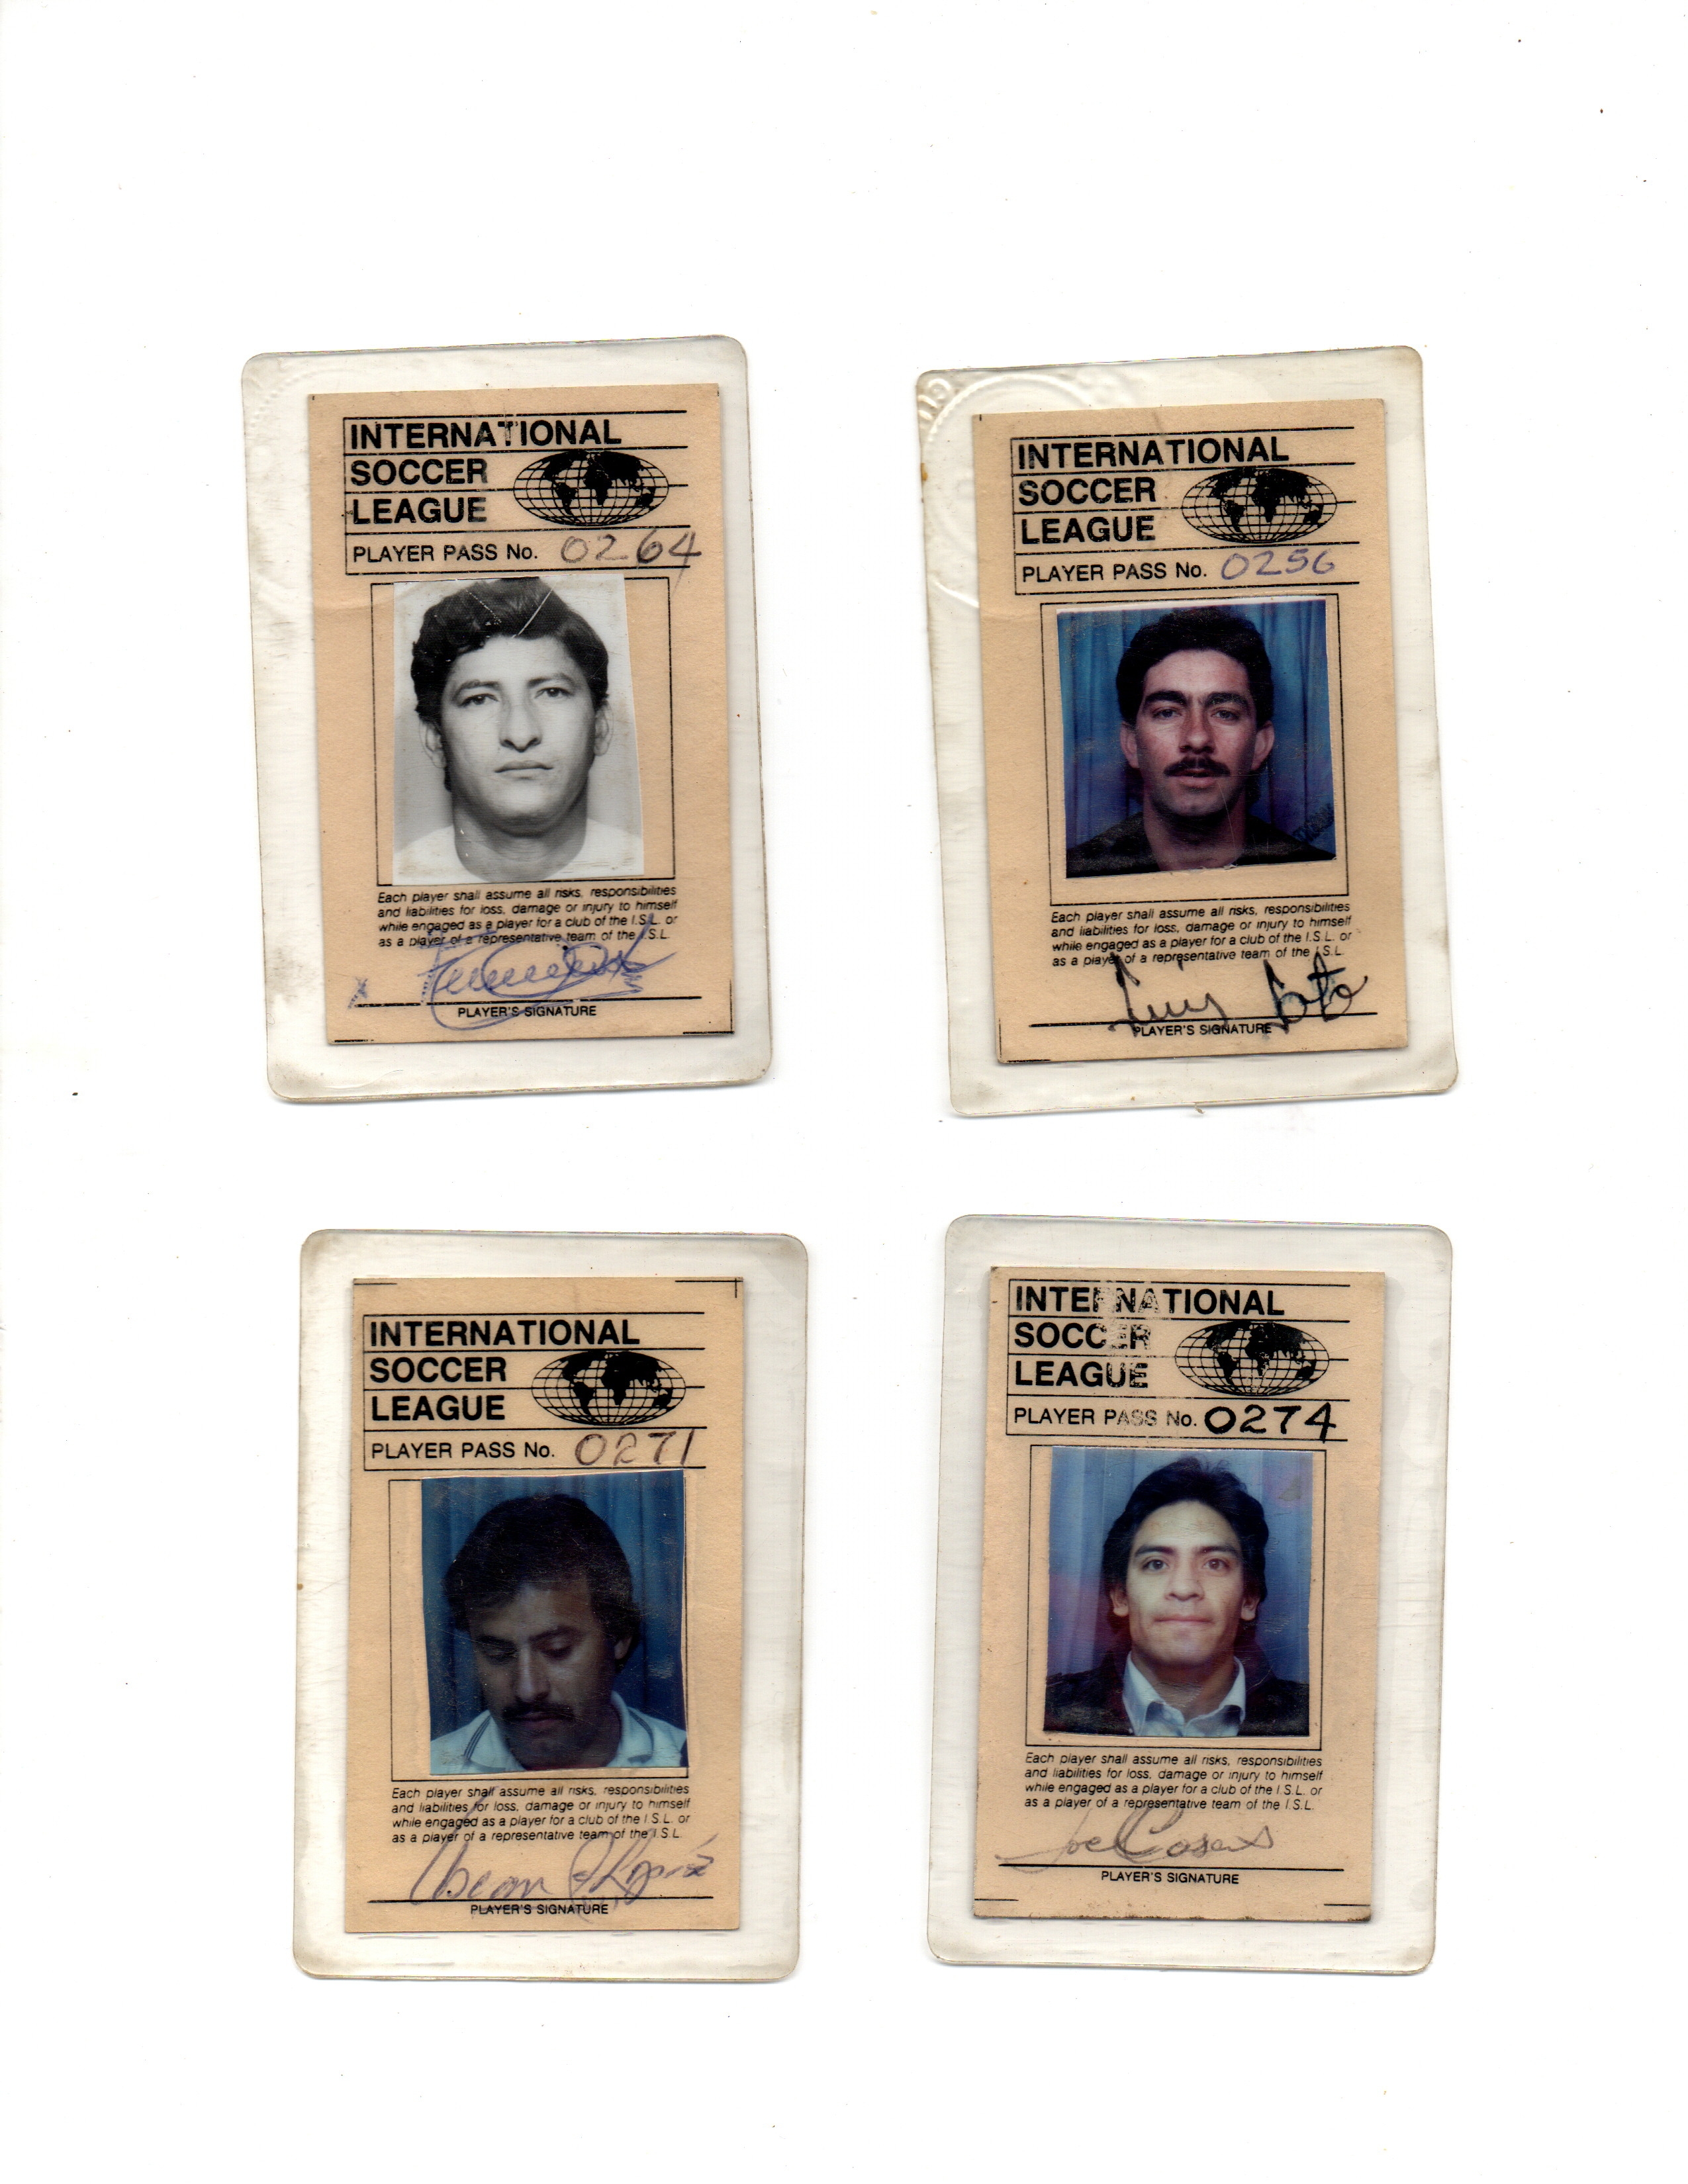 INTERNATIONAL
SOCCER
LEAGUE
PLAYER PASS No. 0264
Each player shall assume all risks, responsibilities
and liabilities for loss, damage or injury to himself
while engaged as a player for a club of the I.S.L. or
as a player of a representative team of the I.S.L.
X
PLAYER'S SIGNATURE
INTERNATIONAL
SOCCER
LEAGUE
PLAYER PASS No. 0256
Each player shall assume all risks, responsibilities
and liabilities for loss, damage or injury to himself
while engaged as a player for a club of the I.S.L. or
as a player of a representative team of the I.S.L.
Luis Soto
PLAYER'S SIGNATURE
INTERNATIONAL
SOCCER
LEAGUE
PLAYER PASS No. 0271
Each player shall assume all risks, responsibilities
and liabilities for loss, damage or injury to himself
while engaged as a player for a club of the I.S.L. or
as a player of a representative team of the I.S.L.
PLAYER'S SIGNATURE
INTERNATIONAL
SOCCER
LEAGUE
PLAYER PASS No. 0274
Each player shall assume all risks, responsibilities
and liabilities for loss, damage or injury to himself
while engaged as a player for a club of the I.S.L. or
as a player of a representative team of the I.S.L.
Joe
PLAYER'S SIGNATURE